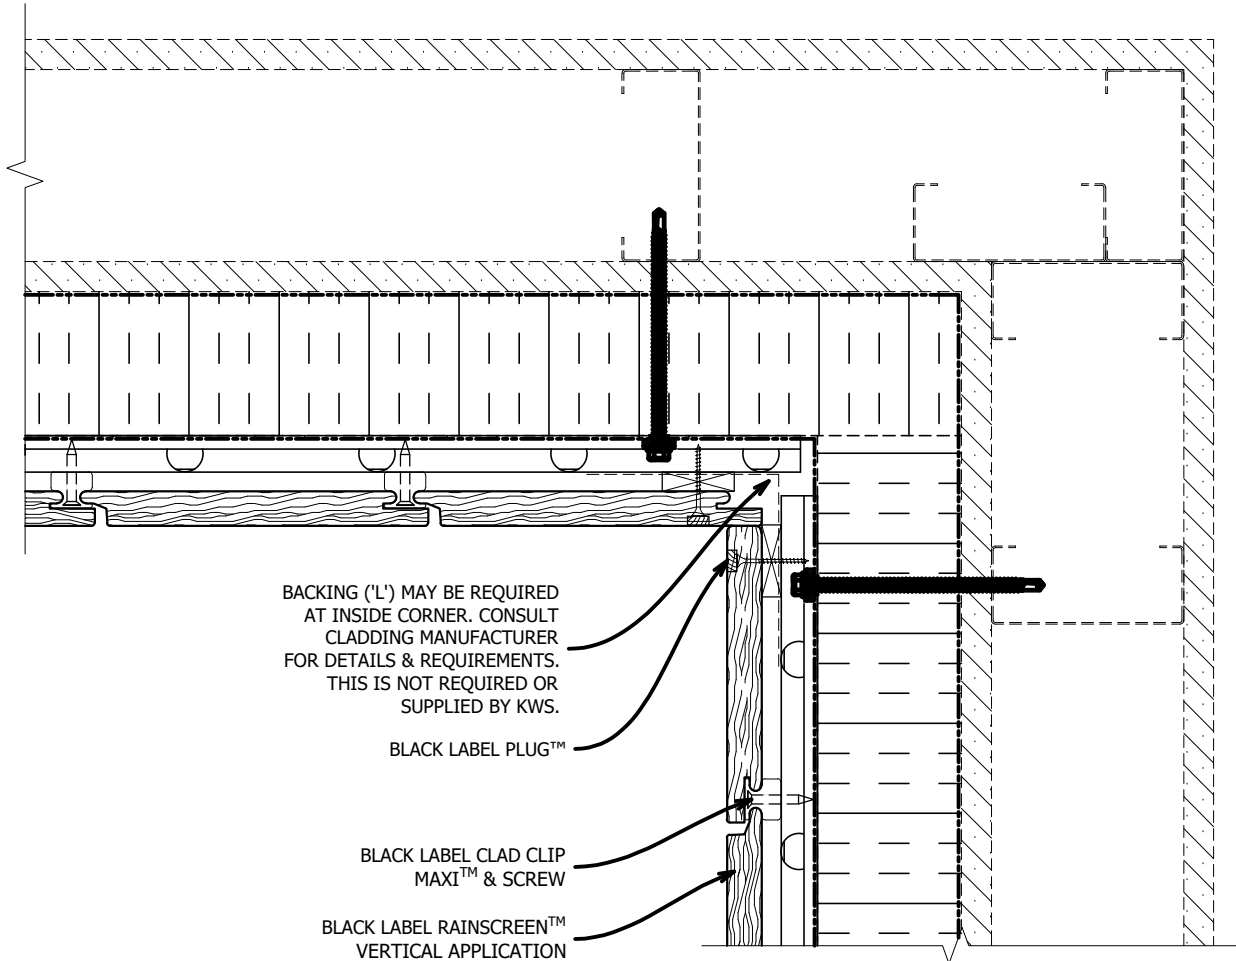 BACKING ('L') MAY BE REQUIRED
AT INSIDE CORNER. CONSULT
CLADDING MANUFACTURER
FOR DETAILS & REQUIREMENTS.
THIS IS NOT REQUIRED OR
SUPPLIED BY KWS.
BLACK LABEL PLUG™
BLACK LABEL CLAD CLIP
MAXI™ & SCREW
BLACK LABEL RAINSCREEN™
VERTICAL APPLICATION